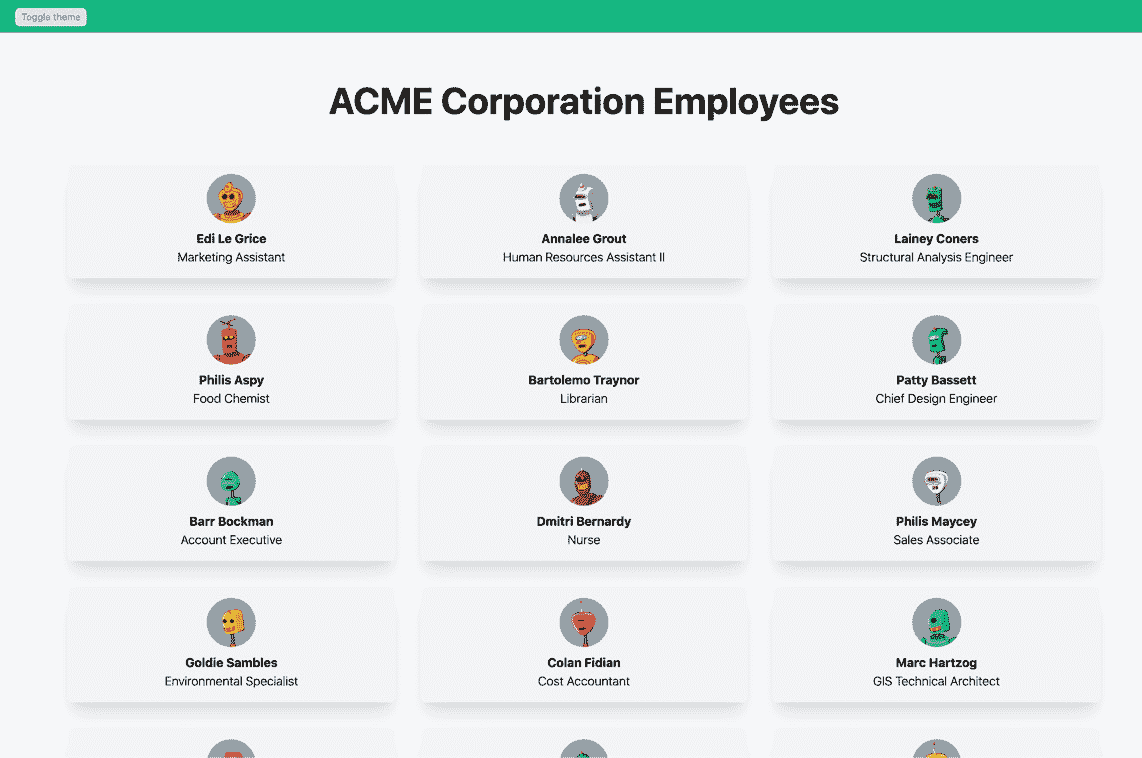 Toggle theme
ACME Corporation Employees
Edi Le Grice
Marketing Assistant
Annalee Grout
Human Resources Assistant II
Lainey Coners
Structural Analysis Engineer
Philis Aspy
Food Chemist
Bartolemo Traynor
Librarian
Patty Bassett
Chief Design Engineer
Barr Bockman
Account Executive
Dmitri Bernardy
Nurse
Philis Maycey
Sales Associate
Goldie Sambles
Environmental Specialist
Colan Fidian
Cost Accountant
Marc Hartzog
GIS Technical Architect